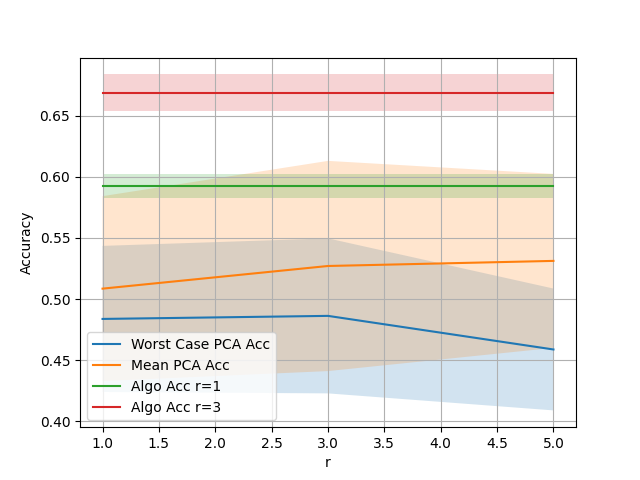 0.65
0.60
0.55
0.50
0.45
0.40
Accuracy
Worst Case PCA Acc
Mean PCA Acc
Algo Acc r=1
Algo Acc r=3
1.0 1.5 2.0 2.5 3.0 3.5 4.0 4.5 5.0
r